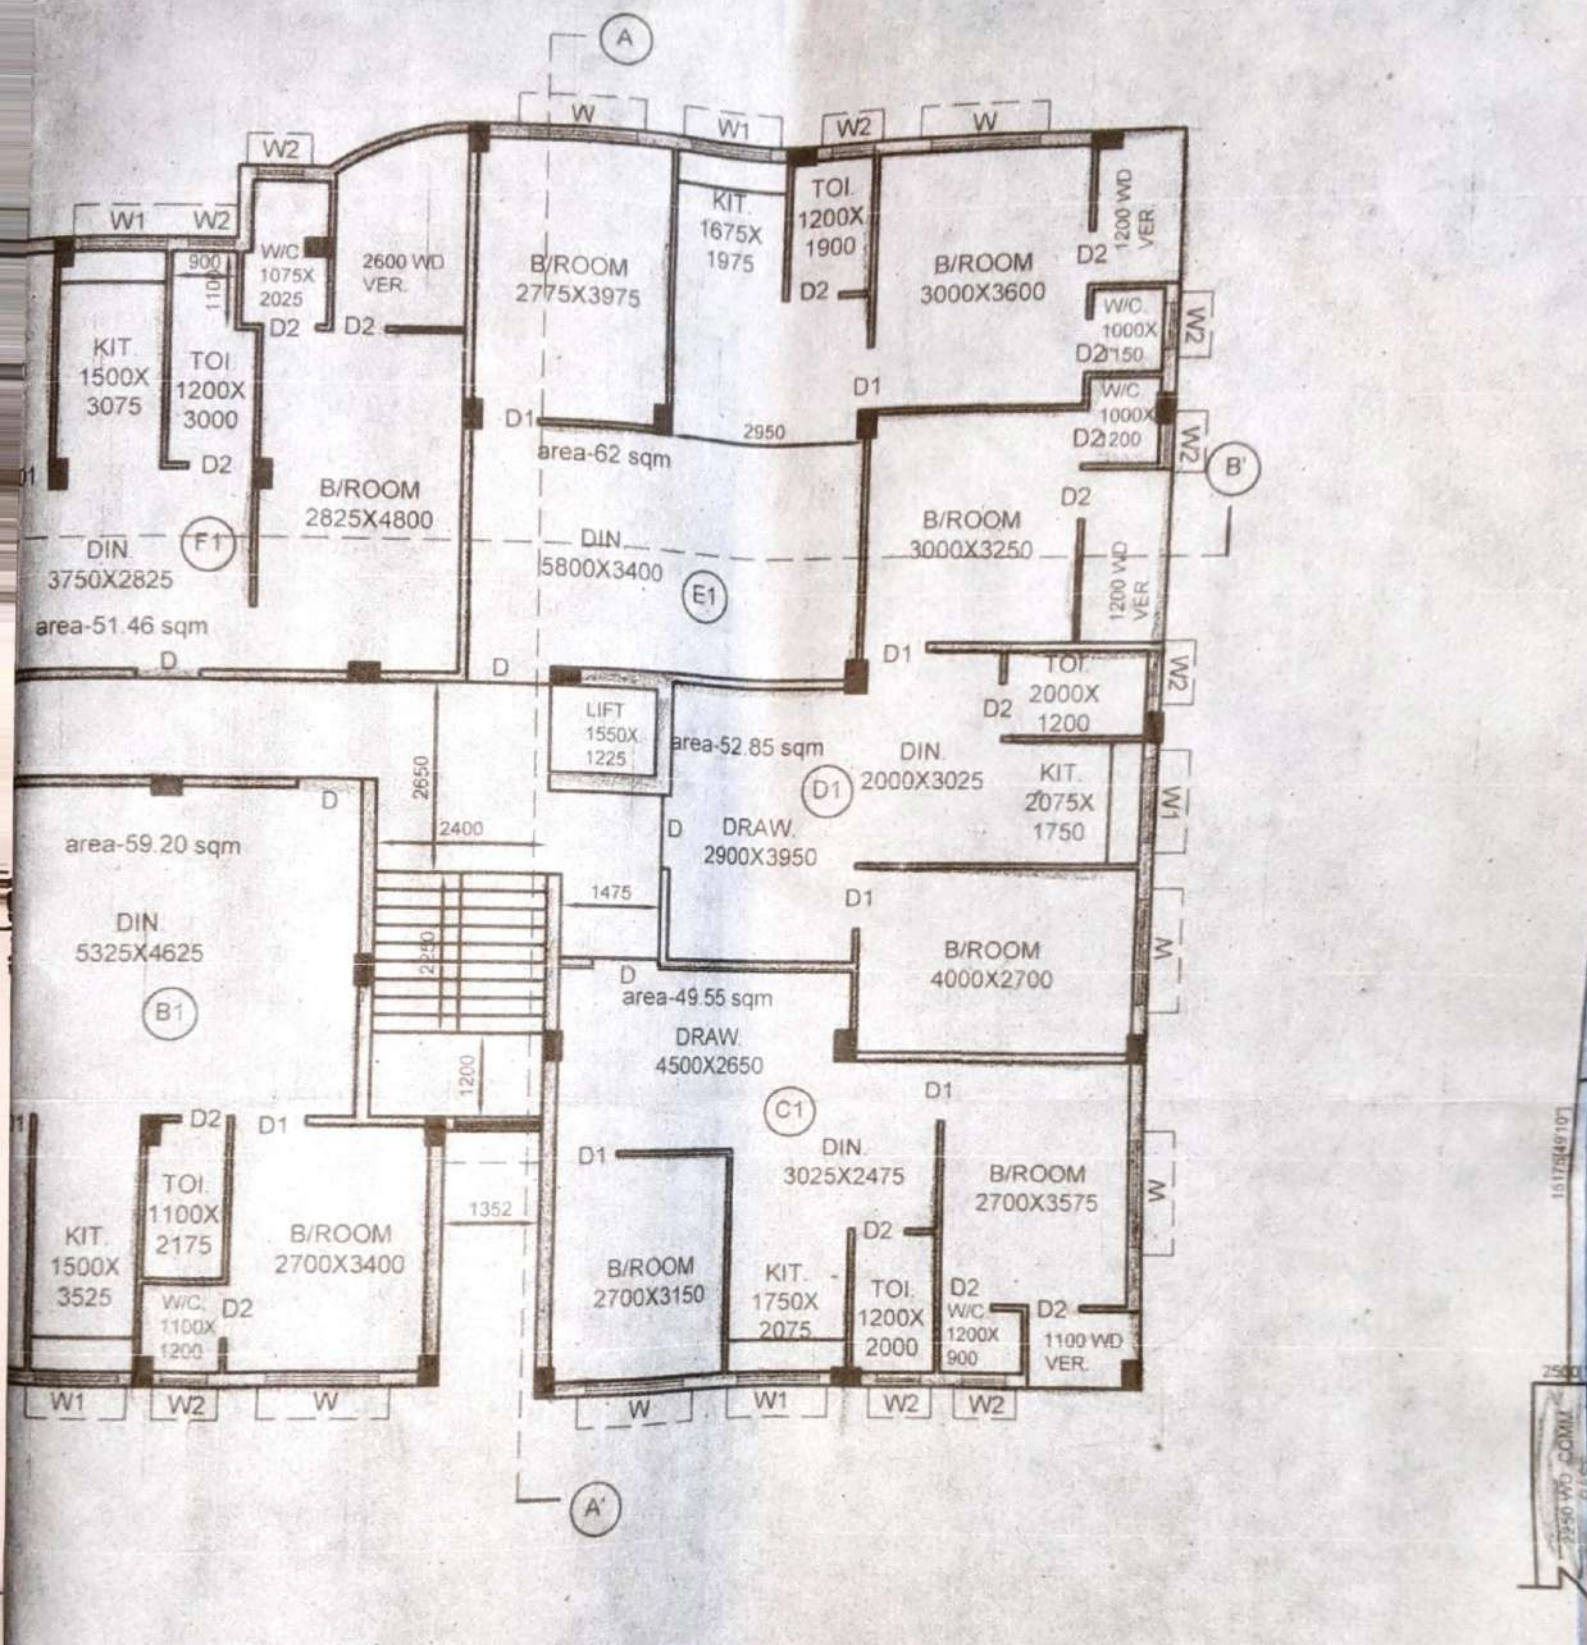 A
W
W1
W2
W
W2
W1
W2
900
1100
W/C
1075X
2025
2600 WD
VER.
B/ROOM
2775X3975
KIT.
1675X
1975
TOI.
1200X
1900
D2
B/ROOM
3000X3600
D2
1200 WD
VER.
W/C.
1000X
W2
D2
D2
D2
KIT.
1500X
3075
TOI
1200X
3000
D2
D1
D1
2950
area-62 sqm
W/C
1000X
1200
D2
W2
B'
B/ROOM
2825X4800
D2
B/ROOM
3000X3250
1200 WD
VER
DIN.
3750X2825
F1
DIN.
5800X3400
E1
area-51.46 sqm
D
D
D1
TOI.
2000X
1200
D2
W2
LIFT
1550X
1225
area-52.85 sqm
DIN.
2000X3025
D1
KIT.
2075X
1750
W1
2650
2400
D
D
DRAW.
2900X3950
area-59.20 sqm
1475
D1
DIN.
5325X4625
B1
2250
B/ROOM
4000X2700
W
D
area-49.55 sqm
DRAW.
4500X2650
1200
C1
D1
D2
D1
D1
DIN.
3025X2475
B/ROOM
2700X3575
W
TOI.
1100X
2175
1352
D2
KIT.
1500X
3525
B/ROOM
2700X3400
B/ROOM
2700X3150
KIT.
1750X
2075
TOI.
1200X
2000
D2
W/C
1200X
900
D2
1100 WD
VER.
W/C.
1100X
1200
D2
W1
W2
W
W
W1
W2
W2
A'
2250 WD COMM